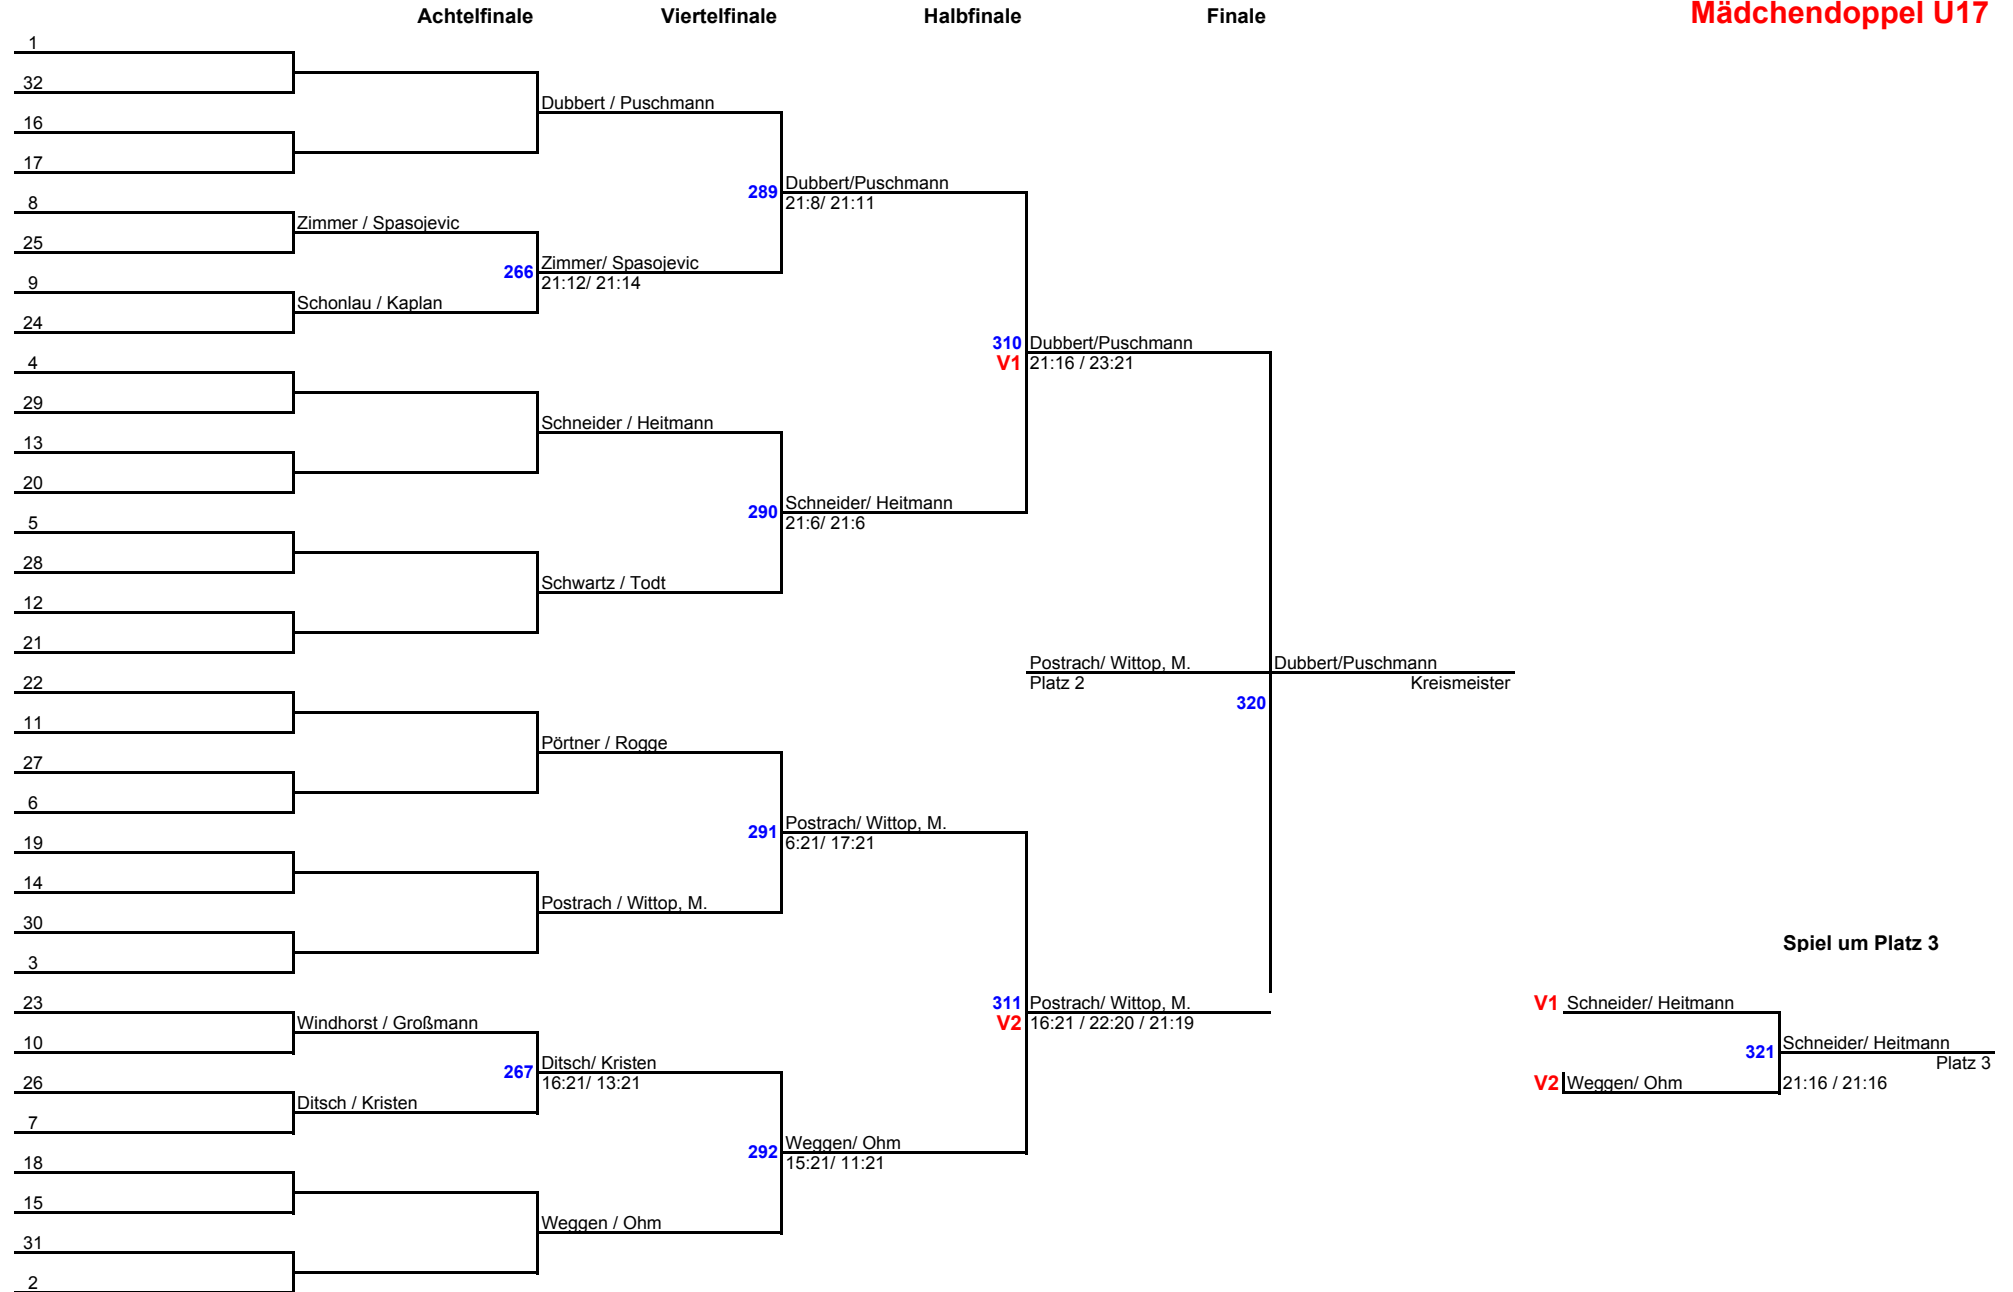 Achtelfinale Viertelfinale Halbfinale Finale Mädchendoppel U17
1
32
Dubbert / Puschmann
16
17
289 Dubbert/Puschmann
21:8/ 21:11
8
Zimmer / Spasojevic
25
266 Zimmer/ Spasojevic
21:12/ 21:14
9
Schonlau / Kaplan
24
310 Dubbert/Puschmann
V1 21:16 / 23:21
4
29
Schneider / Heitmann
13
20
290 Schneider/ Heitmann
21:6/ 21:6
5
28
Schwartz / Todt
12
21
Postrach/ Wittop, M. Dubbert/Puschmann
Platz 2 Kreismeister
320
22
11
Pörtner / Rogge
27
6
291 Postrach/ Wittop, M.
6:21/ 17:21
19
14
Postrach / Wittop, M.
30
3
Spiel um Platz 3
23
311 Postrach/ Wittop, M.
V2 16:21 / 22:20 / 21:19
V1 Schneider/ Heitmann
Windhorst / Großmann
10
321 Schneider/ Heitmann
Platz 3
267 Ditsch/ Kristen
16:21/ 13:21
V2 Weggen/ Ohm 21:16 / 21:16
26
Ditsch / Kristen
7
292 Weggen/ Ohm
15:21/ 11:21
18
15
Weggen / Ohm
31
2